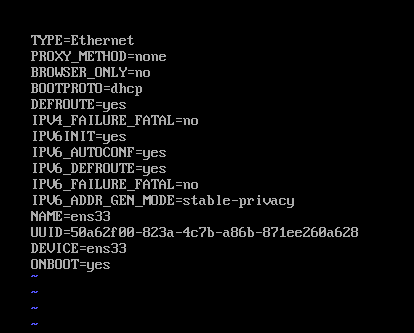 TYPE=Ethernet
PROXY_METHOD=none
BROWSER_ONLY=no
BOOTPROTO=dhcp
DEFROUTE=yes
IPV4_FAILURE_FATAL=no
IPV6INIT=yes
IPV6_AUTOCONF=yes
IPV6_DEFROUTE=yes
IPV6_FAILURE_FATAL=no
IPV6_ADDR_GEN_MODE=stable-privacy
NAME=ens33
UUID=50a62f00-823a-4c7b-a86b-871ee260a628
DEVICE=ens33
ONBOOT=yes
~
~
~
~